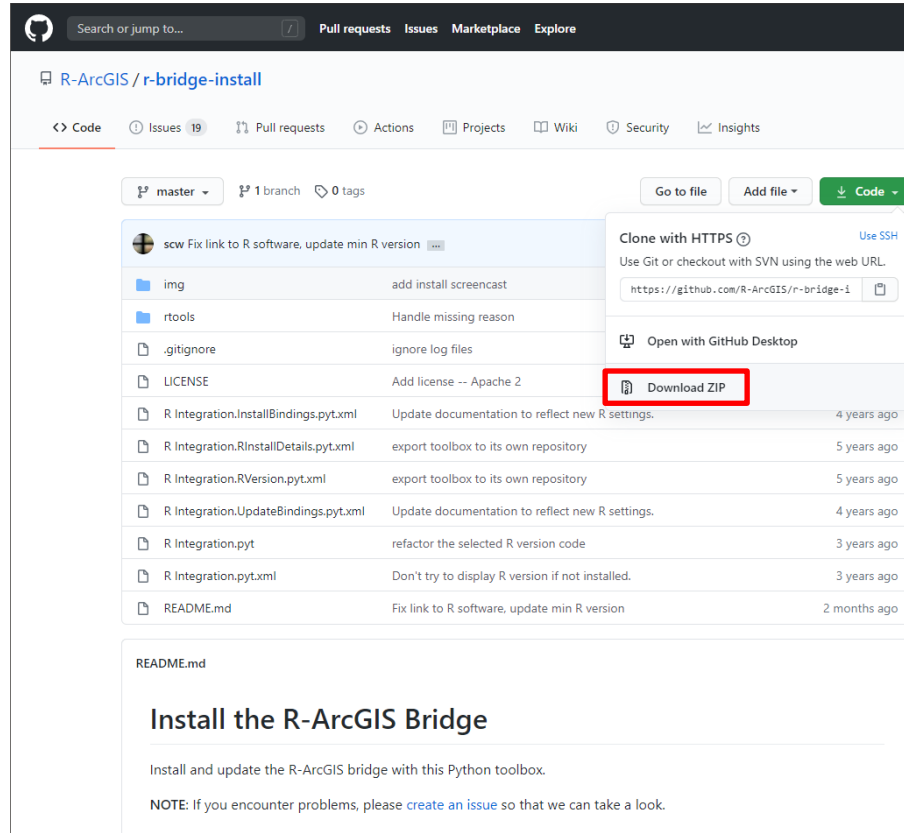 Search or jump to... /
Pull requests Issues Marketplace Explore
R-ArcGIS / r-bridge-install
<> Code Issues 19 Pull requests Actions Projects Wiki Security Insights
master 1 branch 0 tags Go to file Add file Code
scw Fix link to R software, update min R version ...
Clone with HTTPS ? Use SSH
Use Git or checkout with SVN using the web URL.
https://github.com/R-ArcGIS/r-bridge-i
Open with GitHub Desktop
Download ZIP
img add install screencast
rtools Handle missing reason
.gitignore ignore log files
LICENSE Add license -- Apache 2
R Integration.InstallBindings.pyt.xml Update documentation to reflect new R settings. 4 years ago
R Integration.RInstallDetails.pyt.xml export toolbox to its own repository 5 years ago
R Integration.RVersion.pyt.xml export toolbox to its own repository 5 years ago
R Integration.UpdateBindings.pyt.xml Update documentation to reflect new R settings. 4 years ago
R Integration.pyt refactor the selected R version code 3 years ago
R Integration.pyt.xml Don't try to display R version if not installed. 3 years ago
README.md Fix link to R software, update min R version 2 months ago
README.md
Install the R-ArcGIS Bridge
Install and update the R-ArcGIS bridge with this Python toolbox.
NOTE: If you encounter problems, please create an issue so that we can take a look.